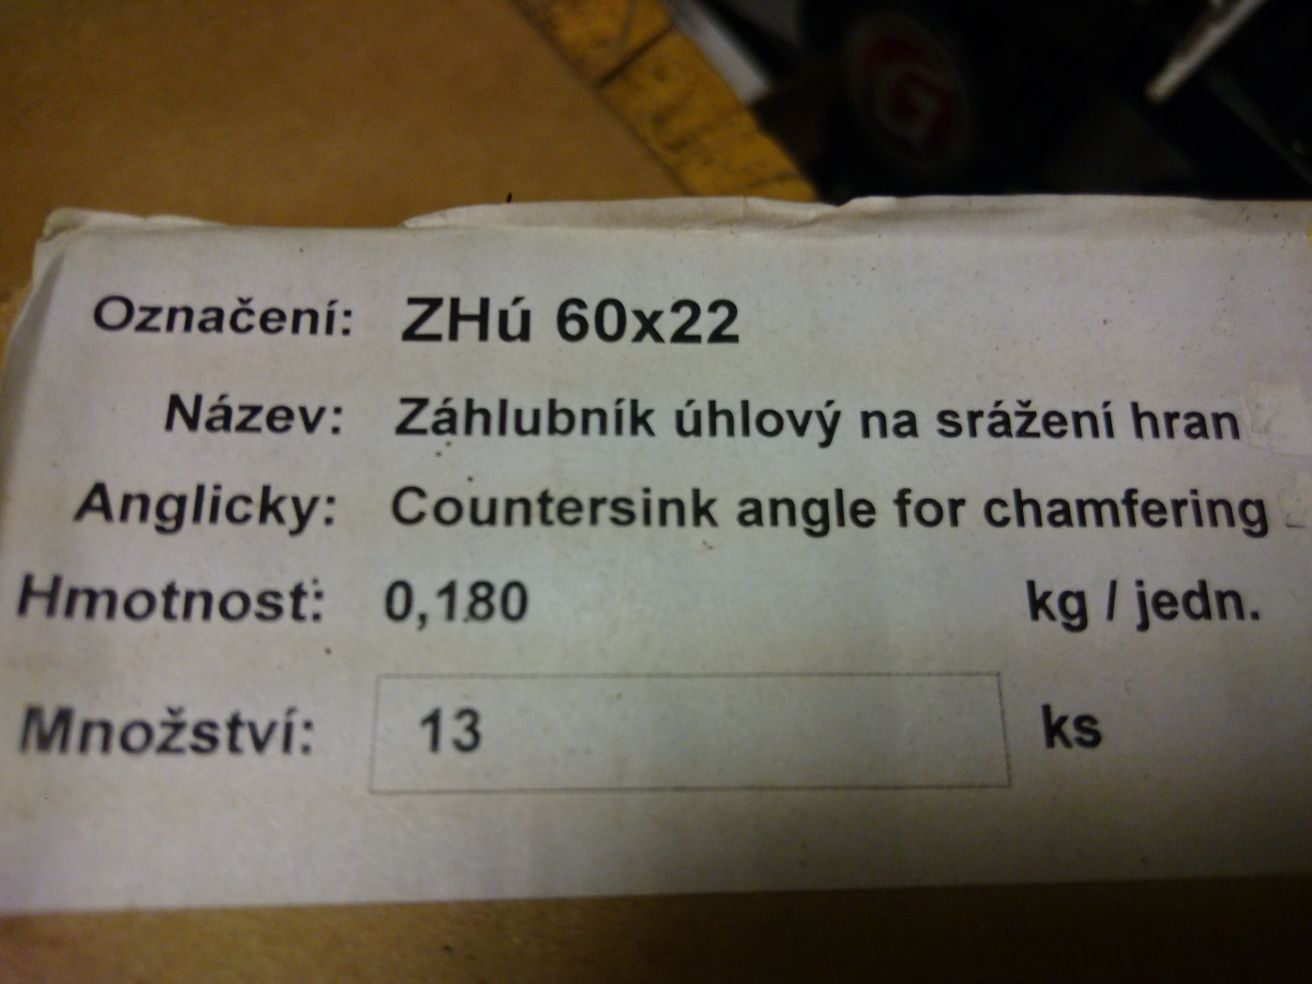 Označení: ZHú 60x22
Název: Záhlubník úhlový na srážení hran
Anglicky: Countersink angle for chamfering
Hmotnost: 0,180 kg / jedn.
Množství: 13 ks